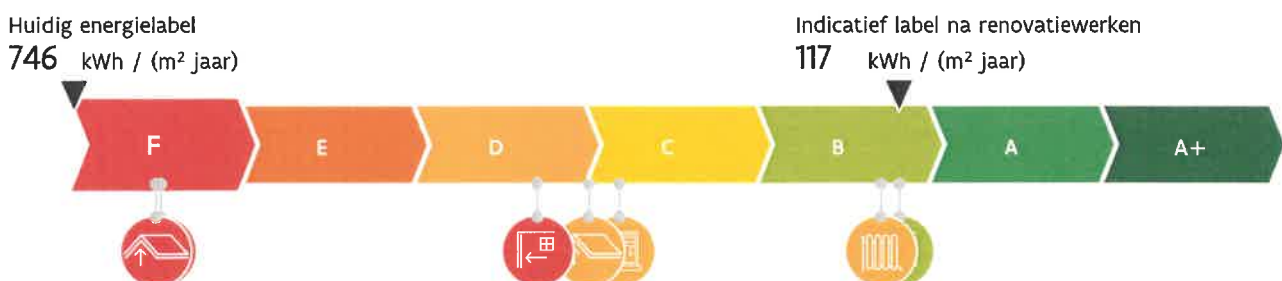 Huidig energielabel
746 kWh / (m² jaar)
Indicatief label na renovatiewerken
117 kWh / (m² jaar)
F E D C B A A+